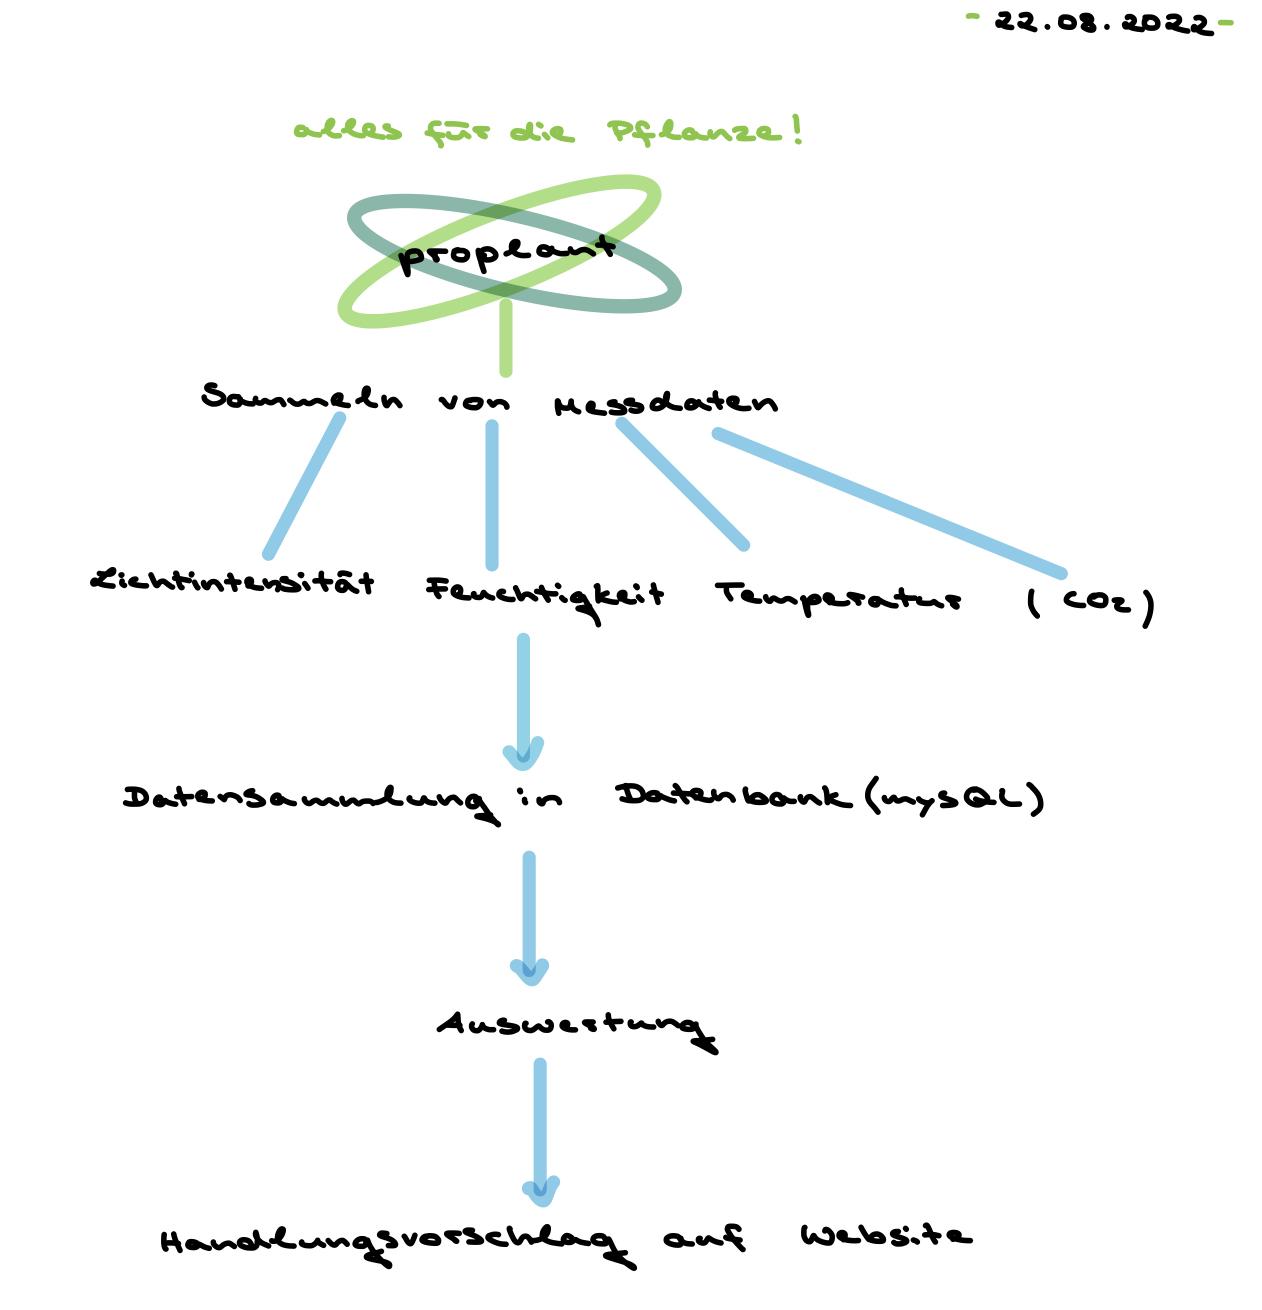 - 22.08.2022-
alles für die Pflanze!
proplant
Sammeln von Messdaten
Lichtintensität Feuchtigkeit Temperatur (CO2)
Datensammlung in Datenbank (mySQL)
Auswertung
Handlungsvorschlag auf Website